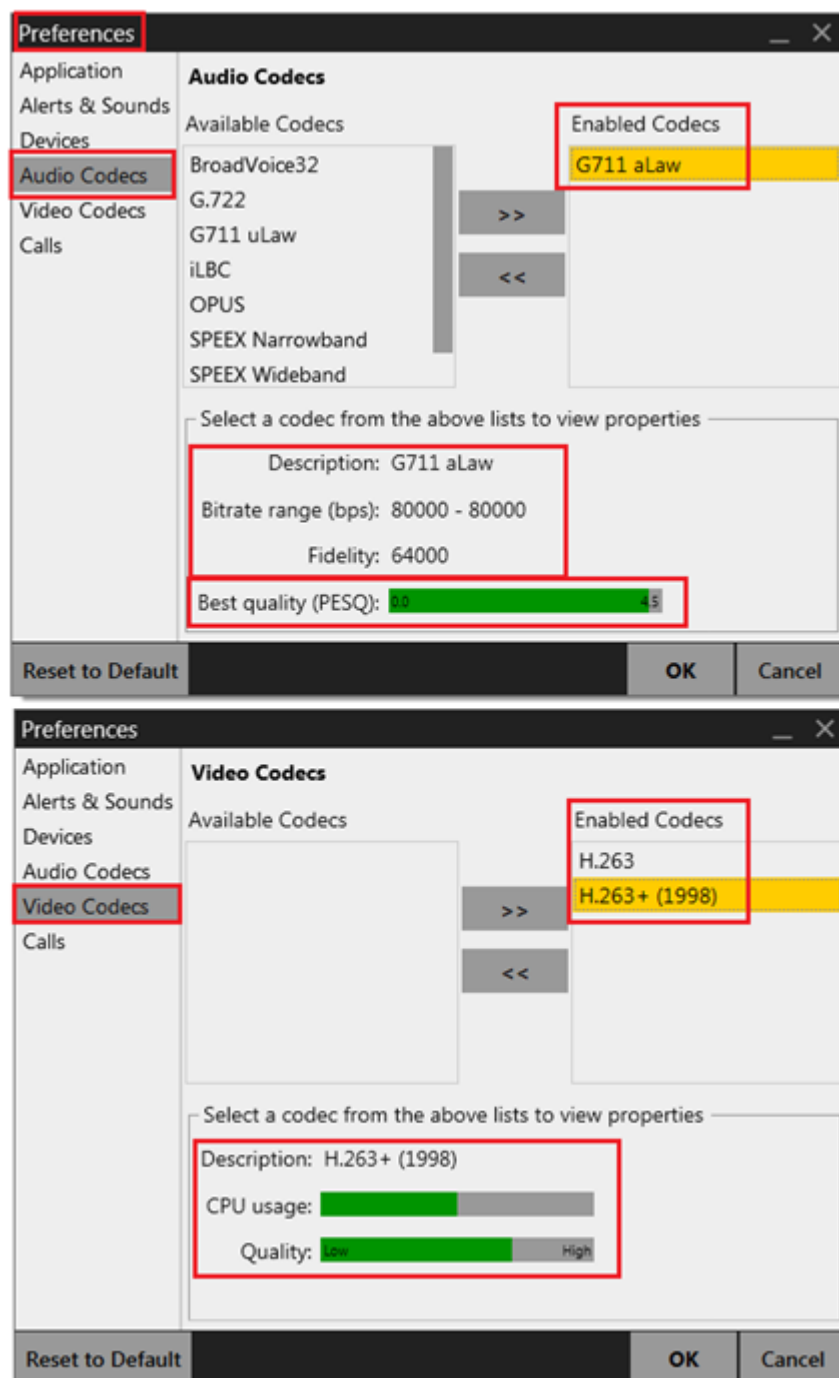 Preferences
Application
Alerts & Sounds
Devices
Audio Codecs
Video Codecs
Calls
Audio Codecs
Available Codecs
BroadVoice32
G.722
G711 uLaw
iLBC
OPUS
SPEEX Narrowband
SPEEX Wideband
>>
<<
Enabled Codecs
G711 aLaw
Select a codec from the above lists to view properties
Description: G711 aLaw
Bitrate range (bps): 80000 - 80000
Fidelity: 64000
Best quality (PESQ): 0.0 4.5
Reset to Default OK Cancel
Preferences
Application
Alerts & Sounds
Devices
Audio Codecs
Video Codecs
Calls
Video Codecs
Available Codecs
>>
<<
Enabled Codecs
H.263
H.263+ (1998)
Select a codec from the above lists to view properties
Description: H.263+ (1998)
CPU usage:
Quality: Low High
Reset to Default OK Cancel